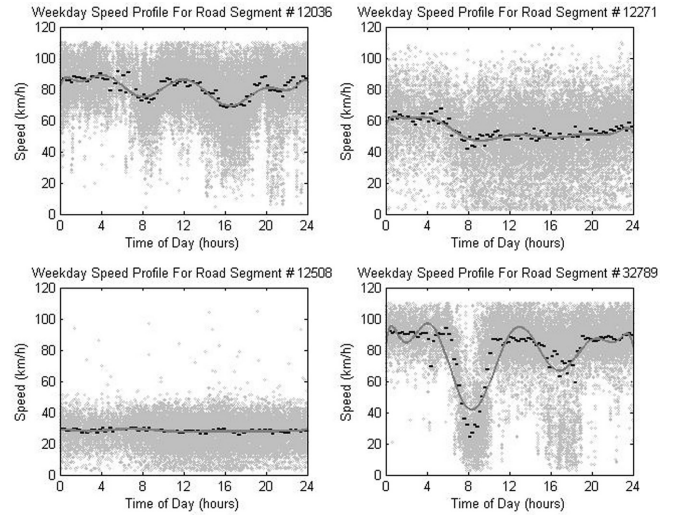 Weekday Speed Profile For Road Segment #12036
120
100
80
60
40
20
0
Speed (km/h)
0 4 8 12 16 20 24
Time of Day (hours)
Weekday Speed Profile For Road Segment #12271
120
100
80
60
40
20
0
Speed (km/h)
0 4 8 12 16 20 24
Time of Day (hours)
Weekday Speed Profile For Road Segment #12508
120
100
80
60
40
20
0
Speed (km/h)
0 4 8 12 16 20 24
Time of Day (hours)
Weekday Speed Profile For Road Segment #32789
120
100
80
60
40
20
0
Speed (km/h)
0 4 8 12 16 20 24
Time of Day (hours)